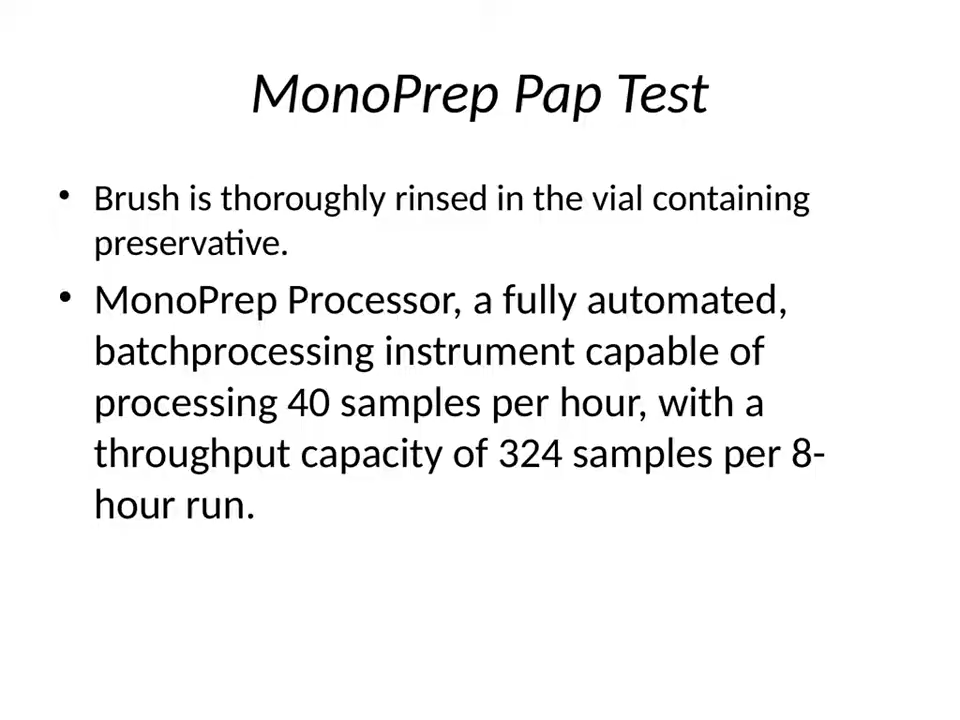 MonoPrep Pap Test
• Brush is thoroughly rinsed in the vial containing
preservative.
• MonoPrep Processor, a fully automated,
batchprocessing instrument capable of
processing 40 samples per hour, with a
throughput capacity of 324 samples per 8-
hour run.